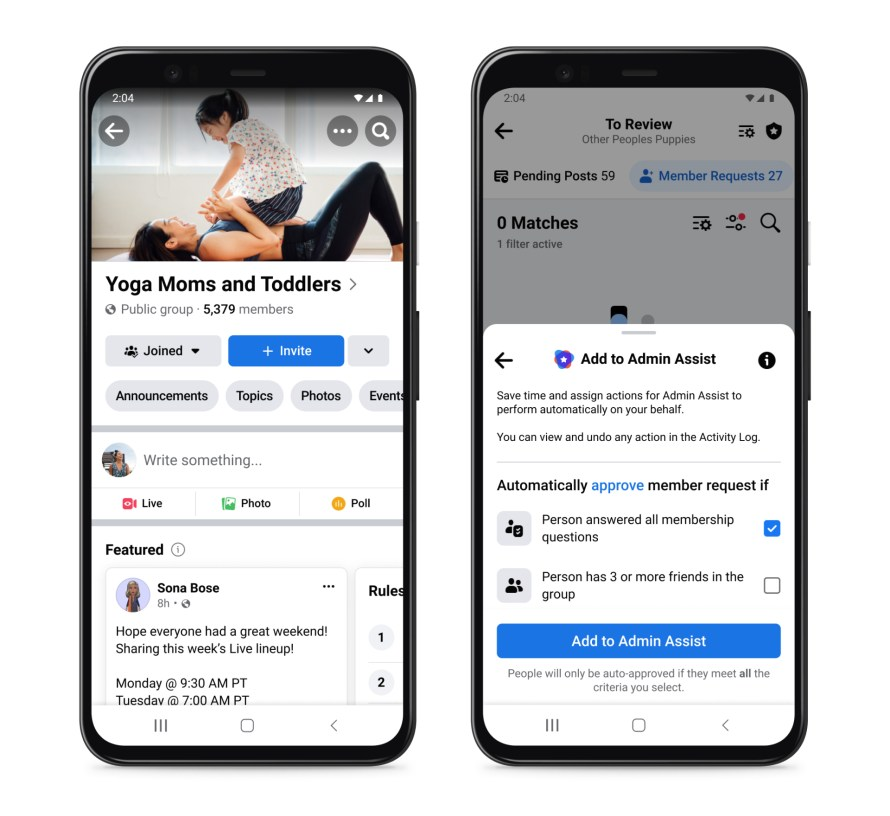 2:04
Yoga Moms and Toddlers
Public group · 5,379 members
Joined
+ Invite
Announcements
Topics
Photos
Events
Write something...
Live
Photo
Poll
Featured
Sona Bose
8h ·
Hope everyone had a great weekend!
Sharing this week's Live lineup!
Monday @ 9:30 AM PT
Tuesday @ 7:00 AM PT
Rules
1
2
2:04
To Review
Other Peoples Puppies
Pending Posts 59
Member Requests 27
0 Matches
1 filter active
Add to Admin Assist
Save time and assign actions for Admin Assist to
perform automatically on your behalf.
You can view and undo any action in the Activity Log.
Automatically approve member request if
Person answered all membership
questions
Person has 3 or more friends in the
group
Add to Admin Assist
People will only be auto-approved if they meet all the
criteria you select.